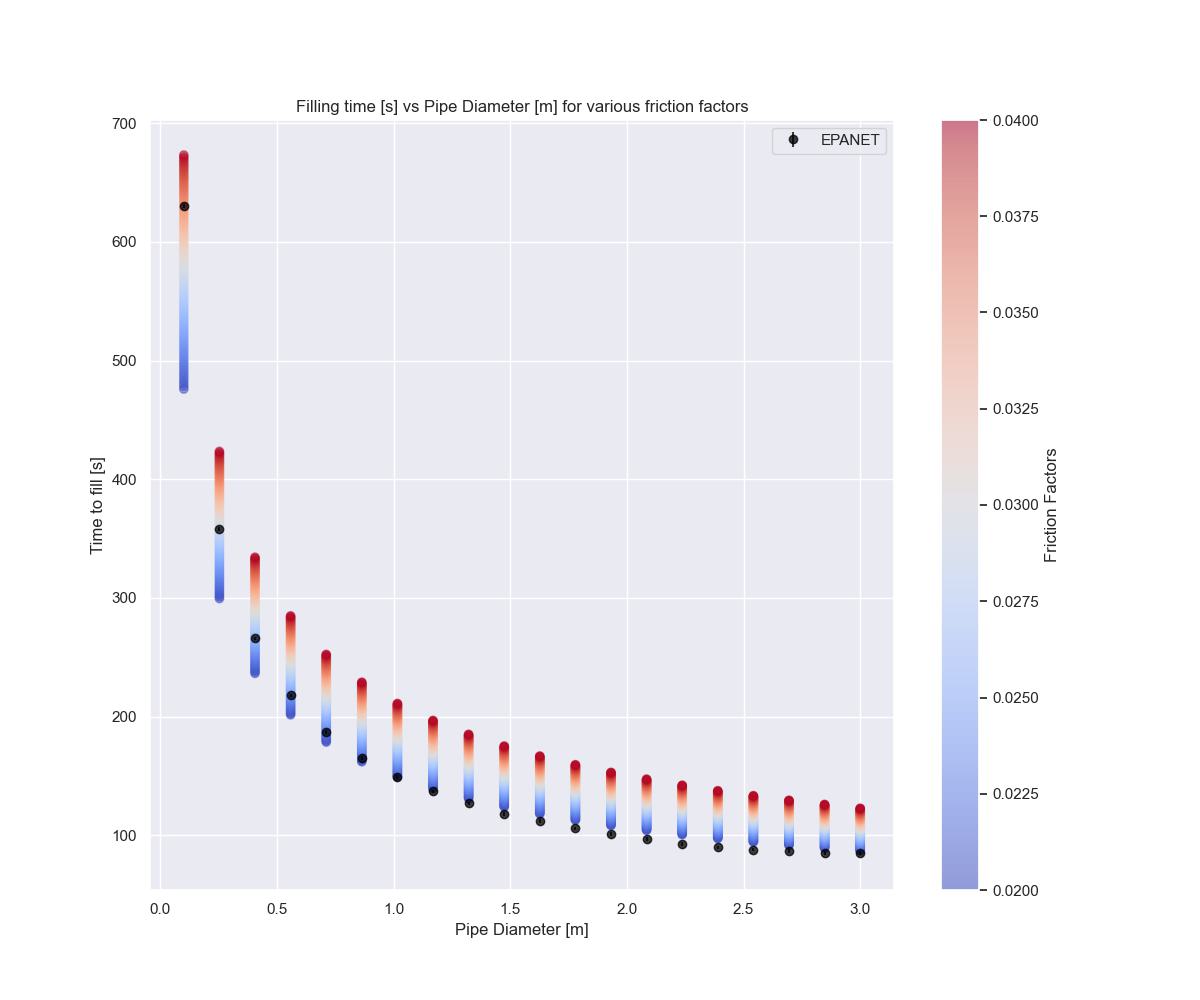 Filling time [s] vs Pipe Diameter [m] for various friction factors
EPANET
Time to fill [s]
700
600
500
400
300
200
100
0.0 0.5 1.0 1.5 2.0 2.5 3.0
Pipe Diameter [m]
0.0400
0.0375
0.0350
0.0325
0.0300
0.0275
0.0250
0.0225
0.0200
Friction Factors